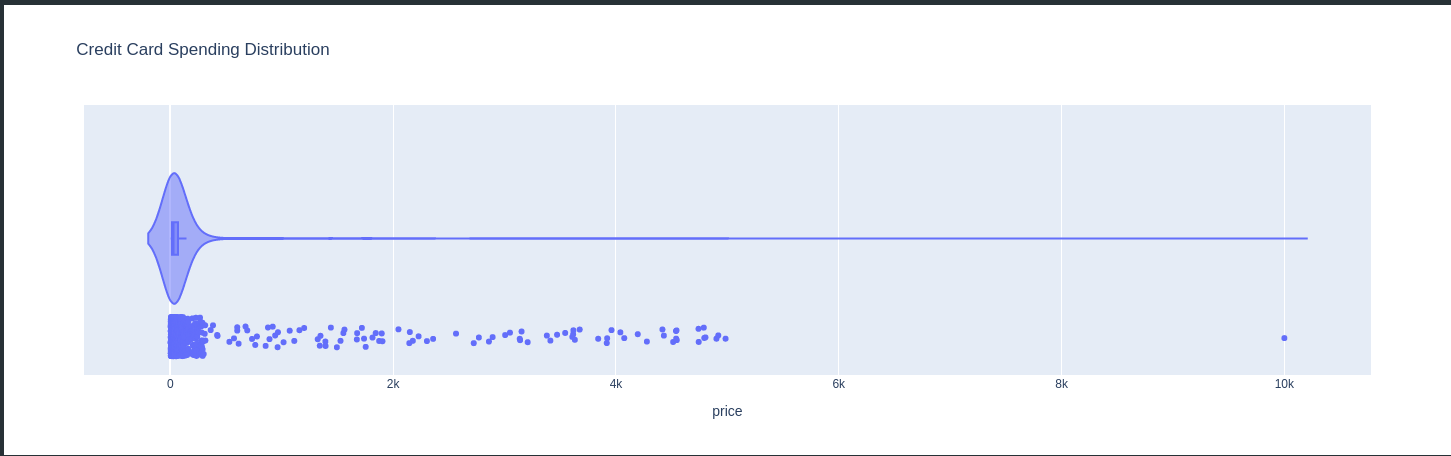 Credit Card Spending Distribution
0 2k 4k 6k 8k 10k
price